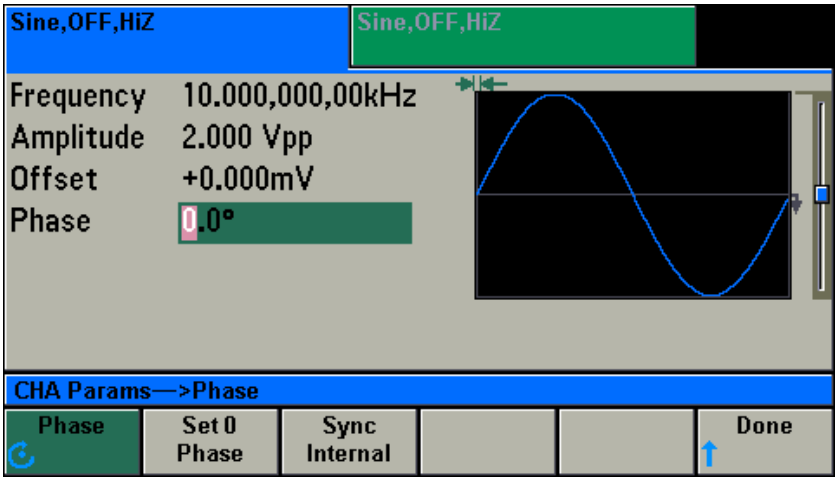 Sine,OFF,HiZ
Sine,OFF,HiZ
Frequency 10.000,000,00kHz
Amplitude 2.000 Vpp
Offset +0.000mV
Phase 0.0°
CHA Params—>Phase
Phase
Set 0
Phase
Sync
Internal
Done